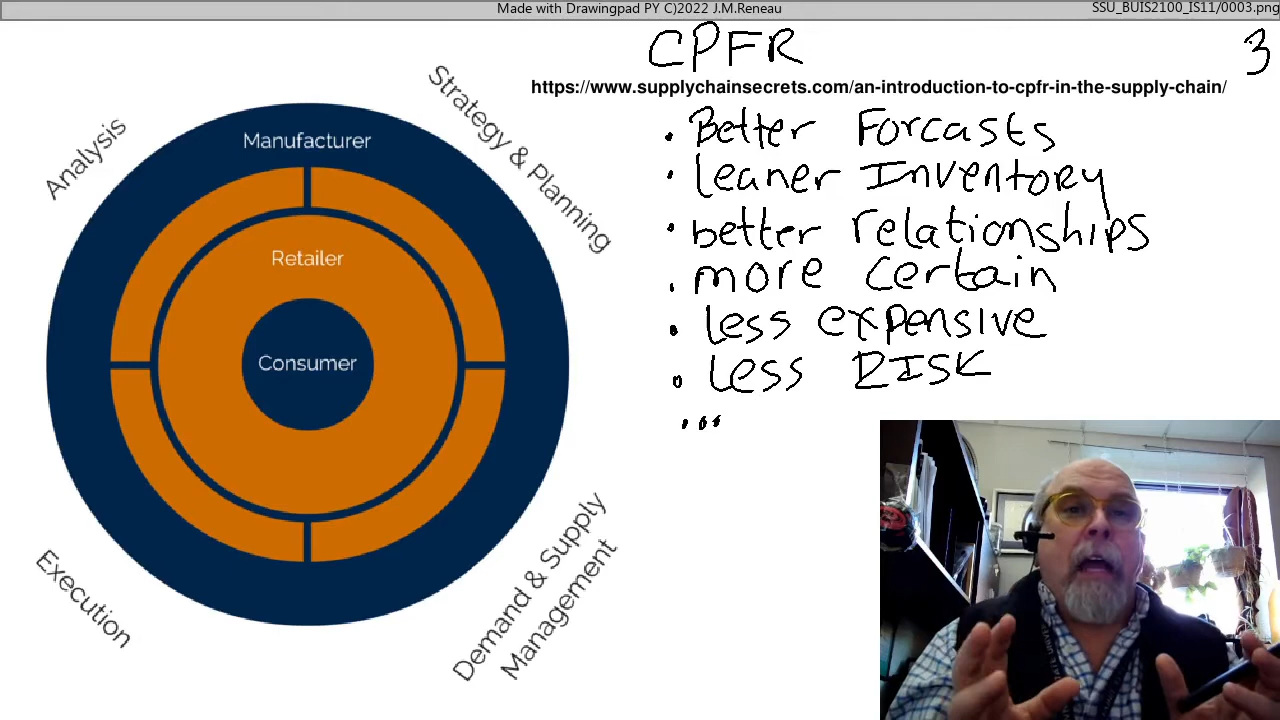 Made with Drawingpad PY C)2022 J.M.Reneau
SSU_BUIS2100_IS11/0003.png
CPFR
3
https://www.supplychainsecrets.com/an-introduction-to-cpfr-in-the-supply-chain/
• Better Forcasts
• leaner Inventory
• better relationships
• more certain
• less expensive
• Less RISK
...
Analysis
Strategy & Planning
Manufacturer
Retailer
Consumer
Execution
Demand & Supply
Management